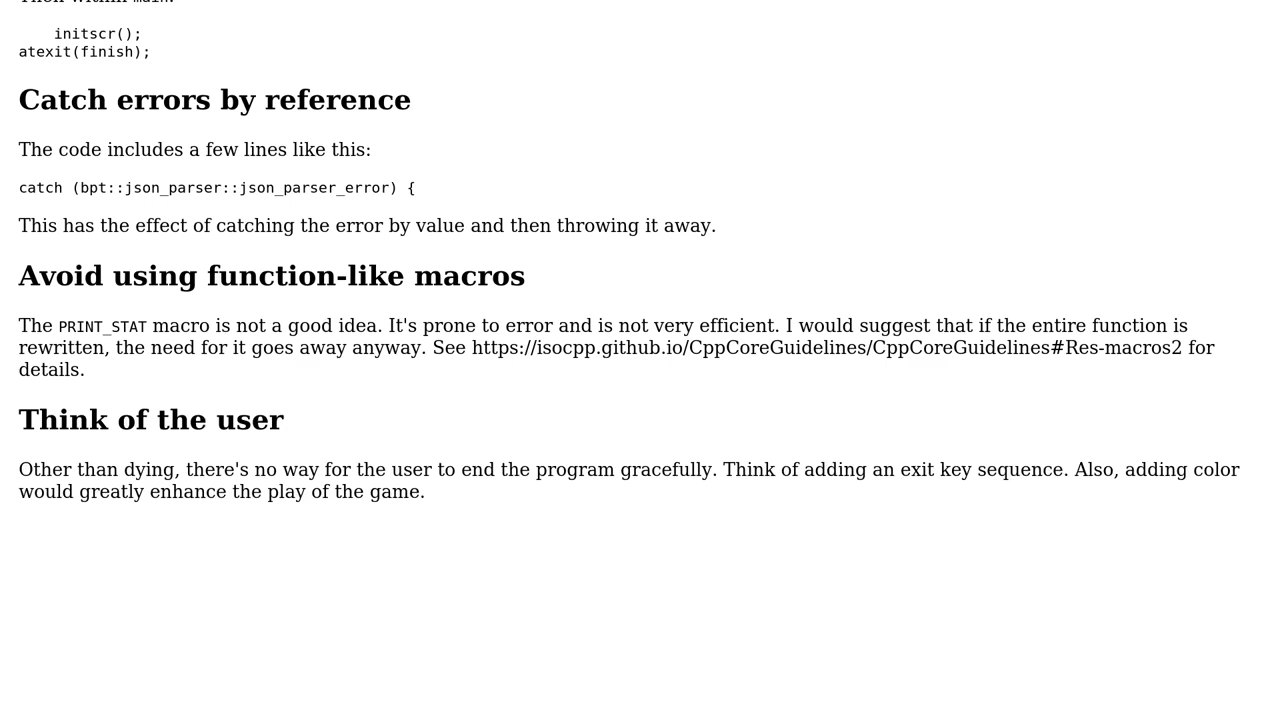 Then within main:
initscr();
atexit(finish);
Catch errors by reference
The code includes a few lines like this:
catch (bpt::json_parser::json_parser_error) {
This has the effect of catching the error by value and then throwing it away.
Avoid using function-like macros
The PRINT_STAT macro is not a good idea. It's prone to error and is not very efficient. I would suggest that if the entire function is
rewritten, the need for it goes away anyway. See https://isocpp.github.io/CppCoreGuidelines/CppCoreGuidelines#Res-macros2 for
details.
Think of the user
Other than dying, there's no way for the user to end the program gracefully. Think of adding an exit key sequence. Also, adding color
would greatly enhance the play of the game.